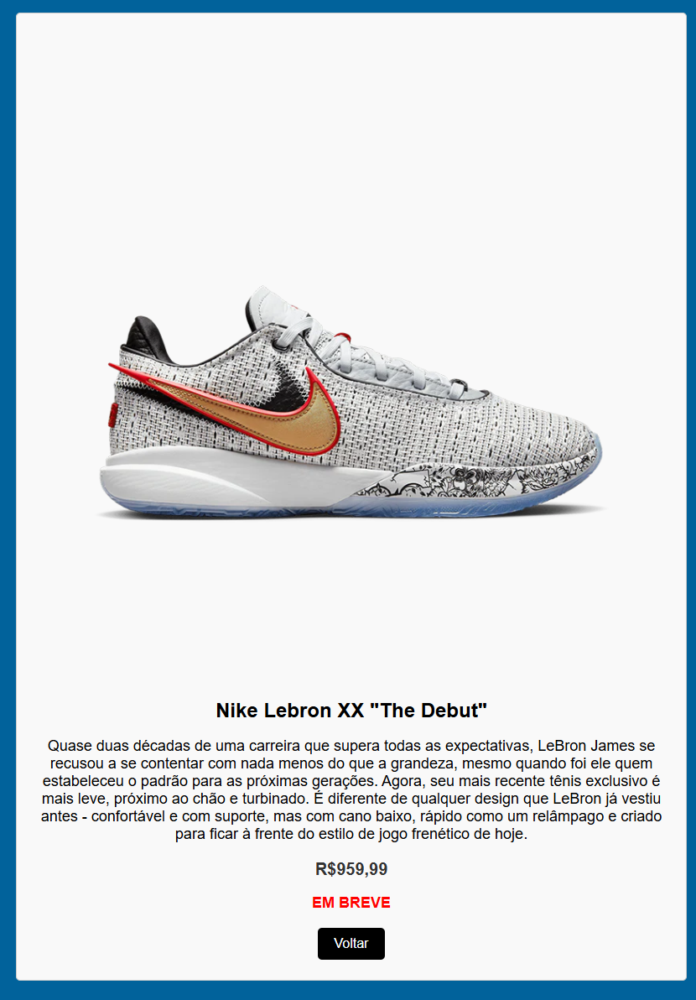 Nike Lebron XX "The Debut"
Quase duas décadas de uma carreira que supera todas as expectativas, LeBron James se
recusou a se contentar com nada menos do que a grandeza, mesmo quando foi ele quem
estabeleceu o padrão para as próximas gerações. Agora, seu mais recente tênis exclusivo é
mais leve, próximo ao chão e turbinado. É diferente de qualquer design que LeBron já vestiu
antes - confortável e com suporte, mas com cano baixo, rápido como um relâmpago e criado
para ficar à frente do estilo de jogo frenético de hoje.
R$959,99
EM BREVE
Voltar